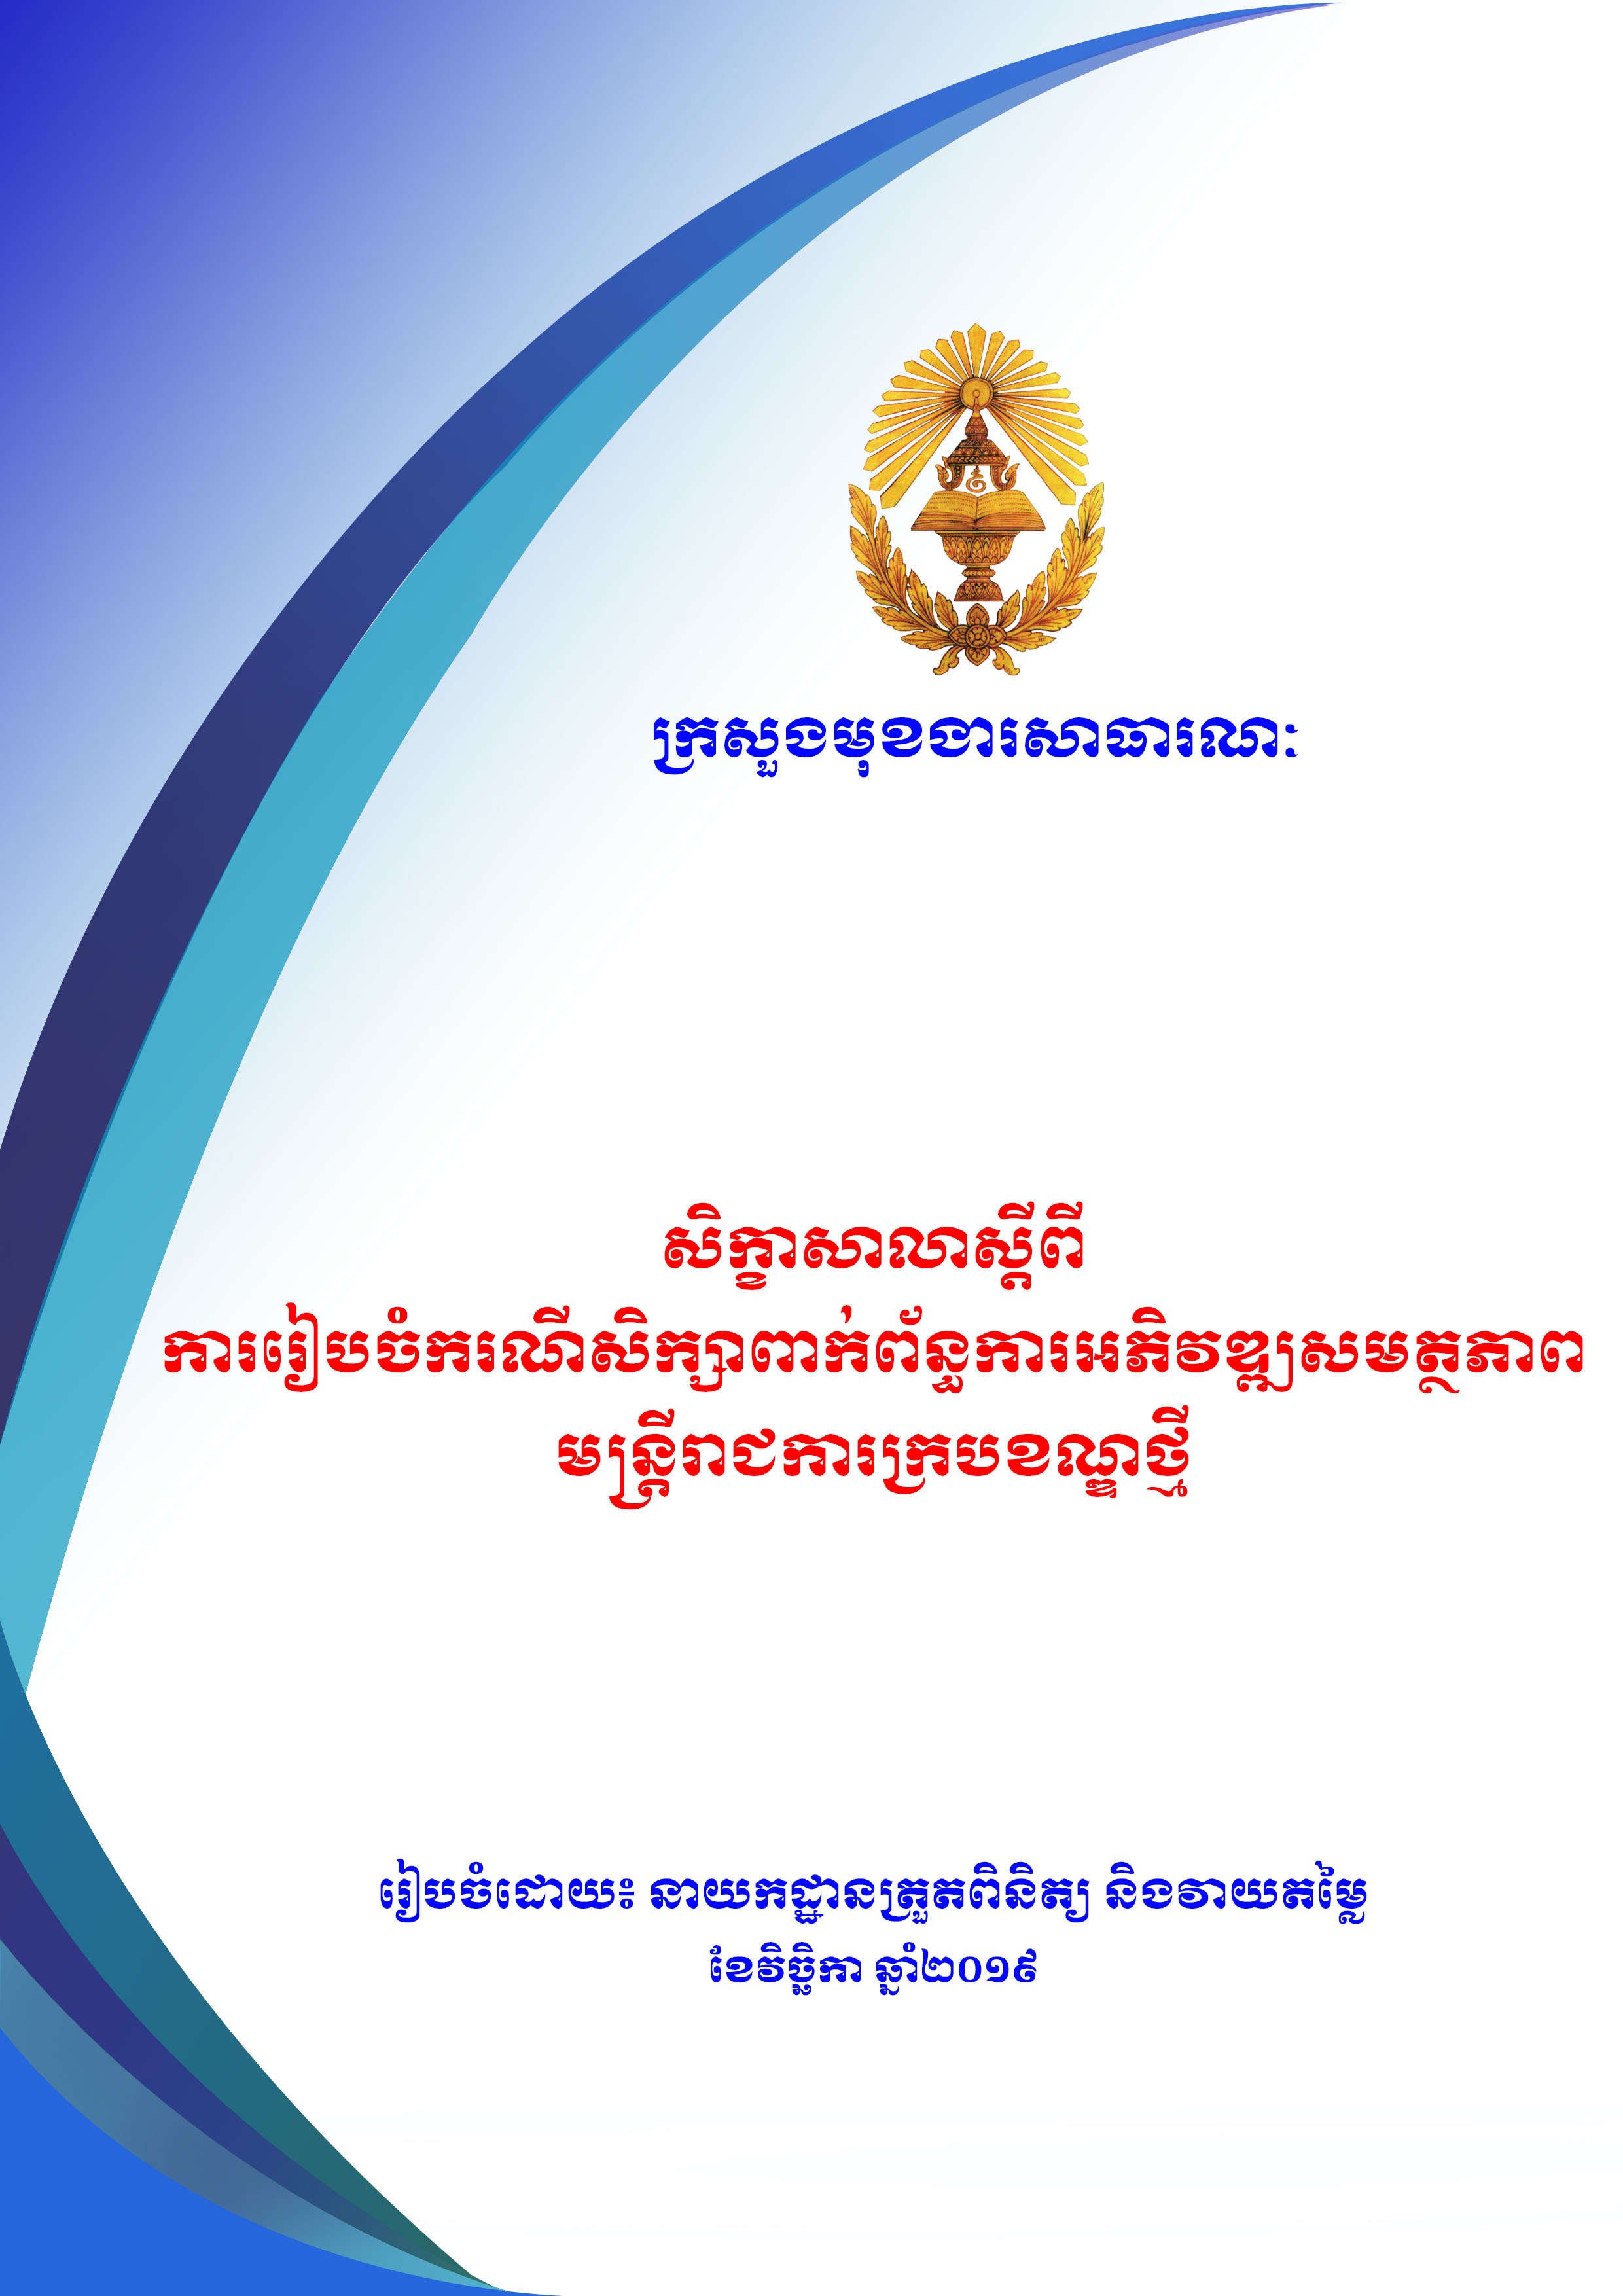 ក្រសួងមុខងារសាធារណៈ
សិក្ខាសាលាស្តីពី
ការរៀបចំករណីសិក្សាពាក់ព័ន្ធការអភិវឌ្ឍសមត្ថភាព
មន្ត្រីរាជការក្របខណ្ឌថ្មី
រៀបចំដោយ៖ នាយកដ្ឋានត្រួតពិនិត្យ និងវាយតម្លៃ
ខែវិច្ឆិកា ឆ្នាំ២០១៩